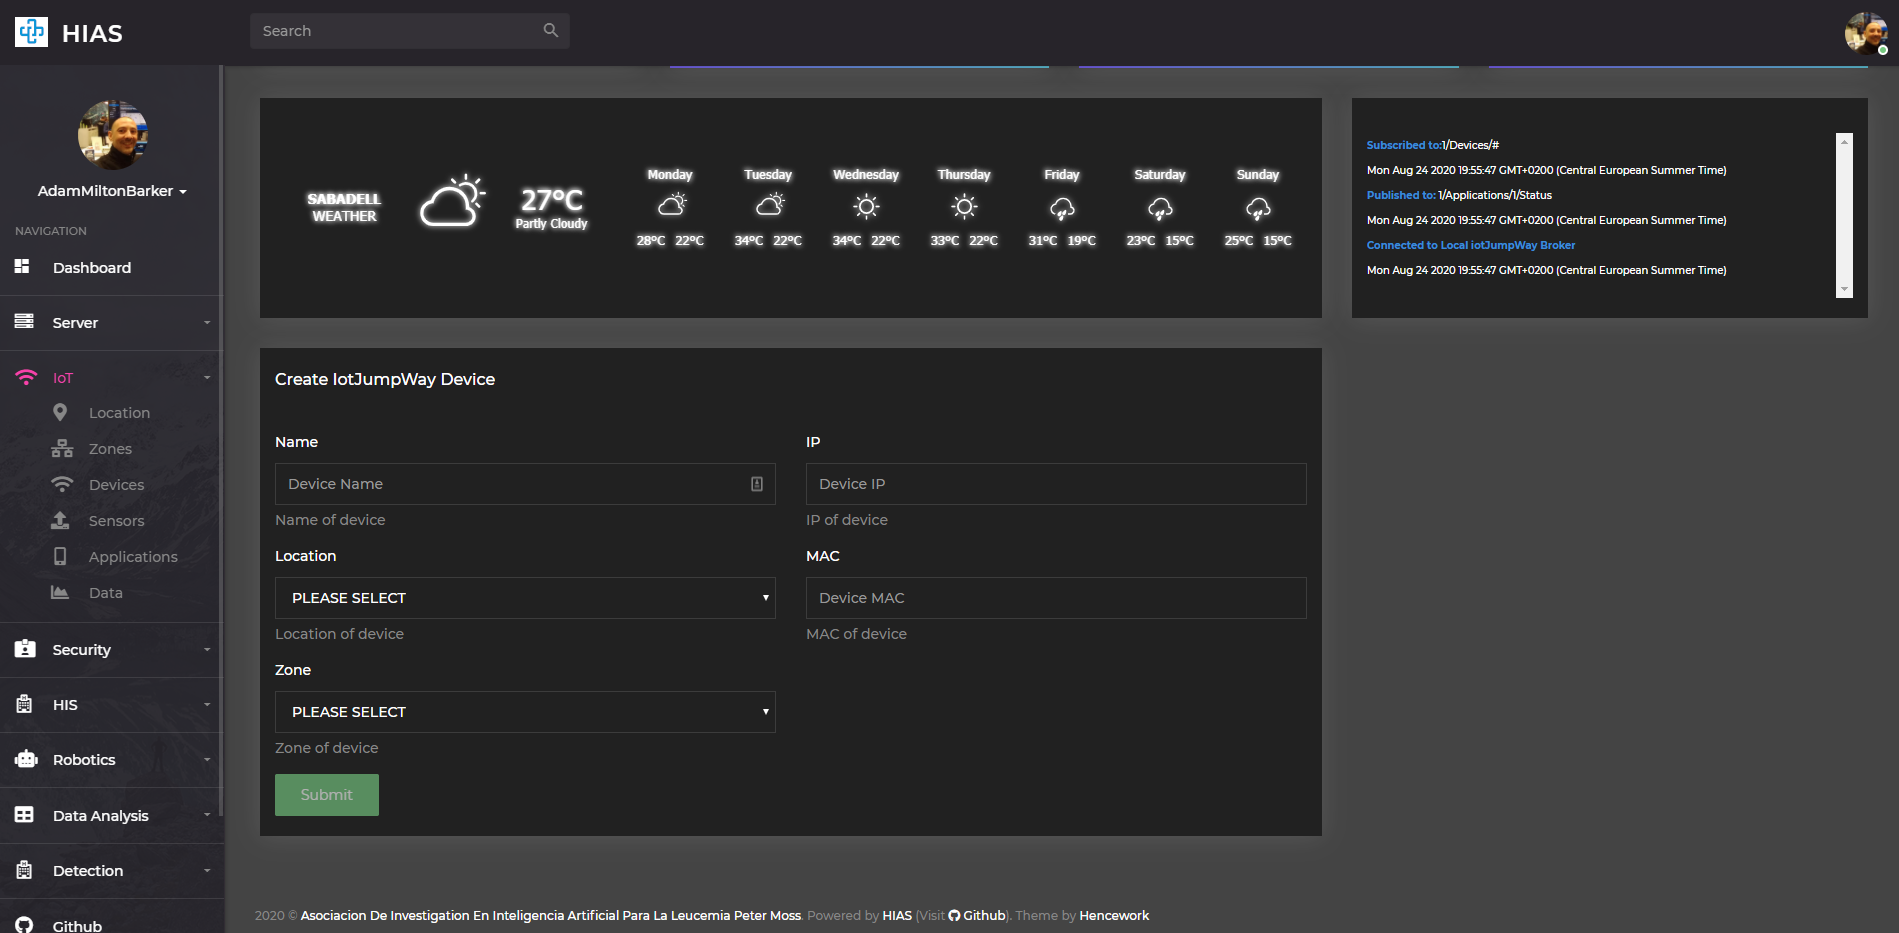 HIAS
Search
AdamMiltonBarker
NAVIGATION
Dashboard
Server
IoT
Location
Zones
Devices
Sensors
Applications
Data
Security
HIS
Robotics
Data Analysis
Detection
Github
SABADELL
WEATHER
27°C
Partly Cloudy
Monday Tuesday Wednesday Thursday Friday Saturday Sunday
28°C 22°C 34°C 22°C 34°C 22°C 33°C 22°C 31°C 19°C 23°C 15°C 25°C 15°C
Subscribed to:1/Devices/#
Mon Aug 24 2020 19:55:47 GMT+0200 (Central European Summer Time)
Published to: 1/Applications/1/Status
Mon Aug 24 2020 19:55:47 GMT+0200 (Central European Summer Time)
Connected to Local iotJumpWay Broker
Mon Aug 24 2020 19:55:47 GMT+0200 (Central European Summer Time)
Create IotJumpWay Device
Name
Device Name
Name of device
Location
PLEASE SELECT
Location of device
Zone
PLEASE SELECT
Zone of device
IP
Device IP
IP of device
MAC
Device MAC
MAC of device
Submit
2020 © Asociacion De Investigation En Inteligencia Artificial Para La Leucemia Peter Moss. Powered by HIAS (Visit Github). Theme by Hencework